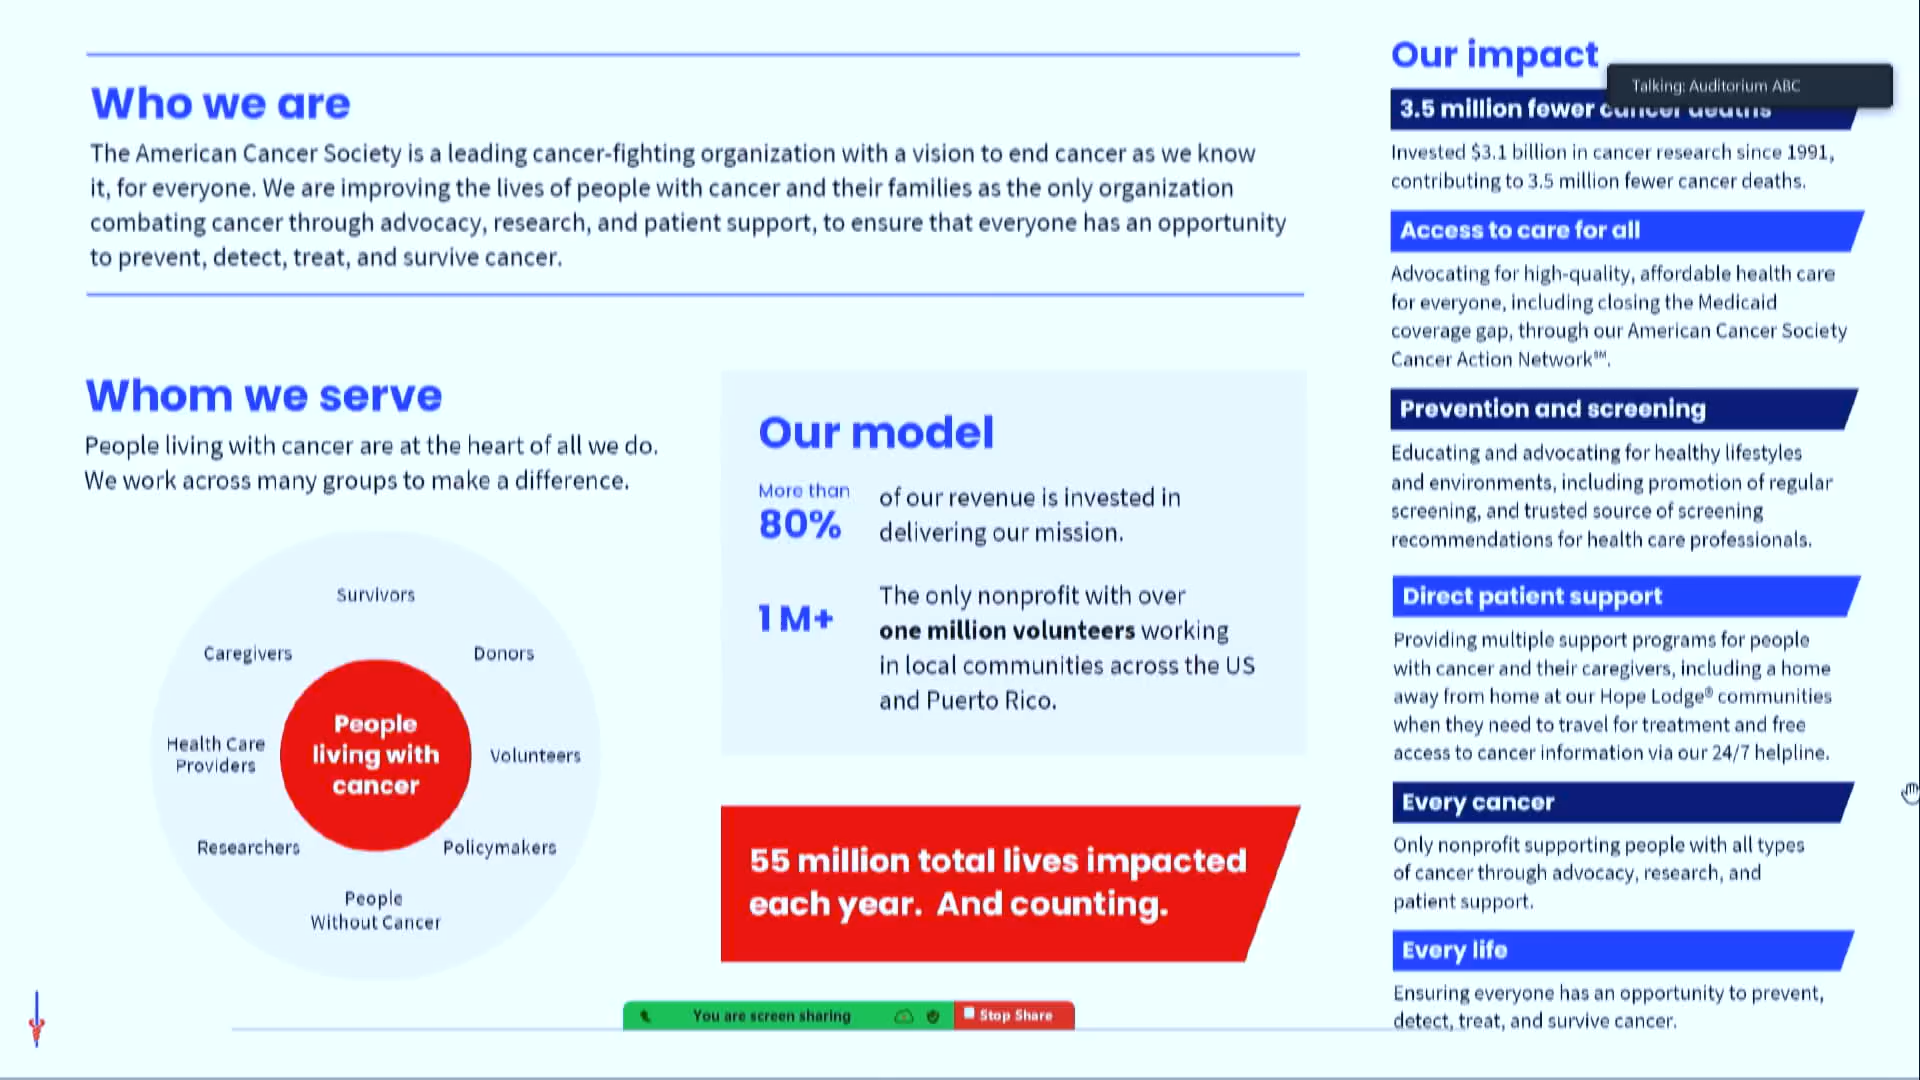 Who we are
The American Cancer Society is a leading cancer-fighting organization with a vision to end cancer as we know
it, for everyone. We are improving the lives of people with cancer and their families as the only organization
combating cancer through advocacy, research, and patient support, to ensure that everyone has an opportunity
to prevent, detect, treat, and survive cancer.
Whom we serve
People living with cancer are at the heart of all we do.
We work across many groups to make a difference.
Survivors
Caregivers
Donors
People
living with
cancer
Health Care
Providers
Volunteers
Researchers
Policymakers
People
Without Cancer
Our model
More than
80%
of our revenue is invested in
delivering our mission.
1 M+
The only nonprofit with over
one million volunteers working
in local communities across the US
and Puerto Rico.
55 million total lives impacted
each year. And counting.
Our impact
Talking: Auditorium ABC
3.5 million fewer cancer deaths
Invested $3.1 billion in cancer research since 1991,
contributing to 3.5 million fewer cancer deaths.
Access to care for all
Advocating for high-quality, affordable health care
for everyone, including closing the Medicaid
coverage gap, through our American Cancer Society
Cancer Action Network℠.
Prevention and screening
Educating and advocating for healthy lifestyles
and environments, including promotion of regular
screening, and trusted source of screening
recommendations for health care professionals.
Direct patient support
Providing multiple support programs for people
with cancer and their caregivers, including a home
away from home at our Hope Lodge® communities
when they need to travel for treatment and free
access to cancer information via our 24/7 helpline.
Every cancer
Only nonprofit supporting people with all types
of cancer through advocacy, research, and
patient support.
Every life
Ensuring everyone has an opportunity to prevent,
detect, treat, and survive cancer.
You are screen sharing
Stop Share